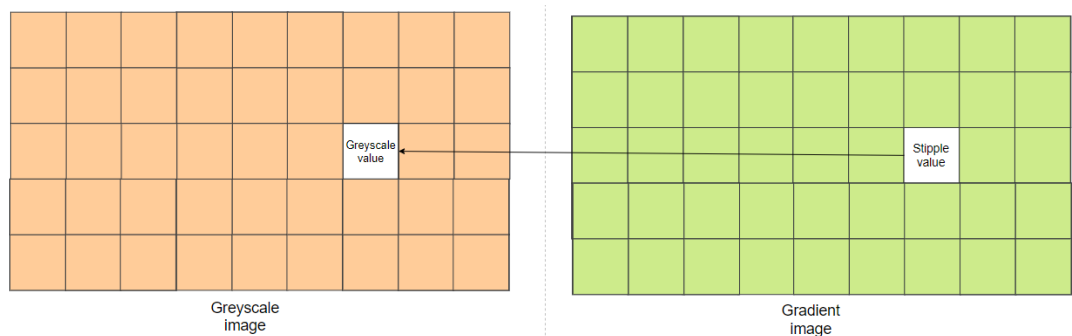 Greyscale
value
Stipple
value
Greyscale
image
Gradient
image